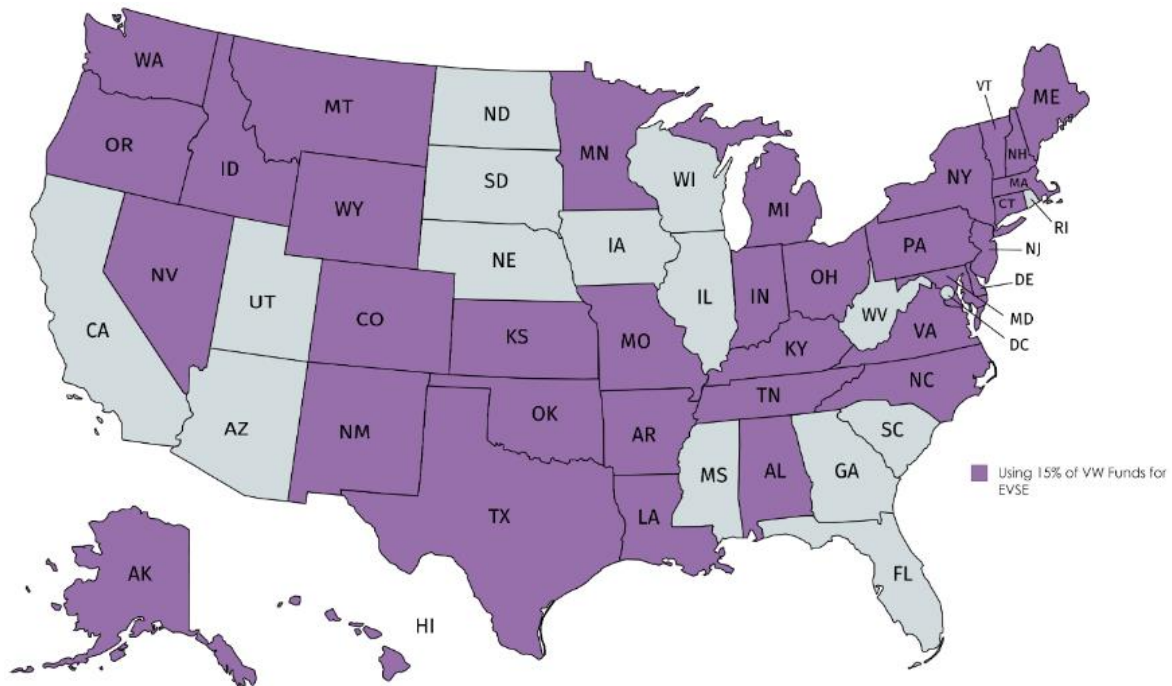 WA
MT
ND
MN
VT
ME
OR
ID
SD
WI
NH
NY
MA
WY
MI
CT
RI
IA
PA
NE
NJ
NV
OH
IL
IN
DE
UT
WV
CO
MD
CA
KS
MO
VA
KY
DC
NC
TN
OK
AZ
NM
AR
SC
Using 15% of VW Funds for
EVSE
MS
AL
GA
TX
LA
AK
FL
HI